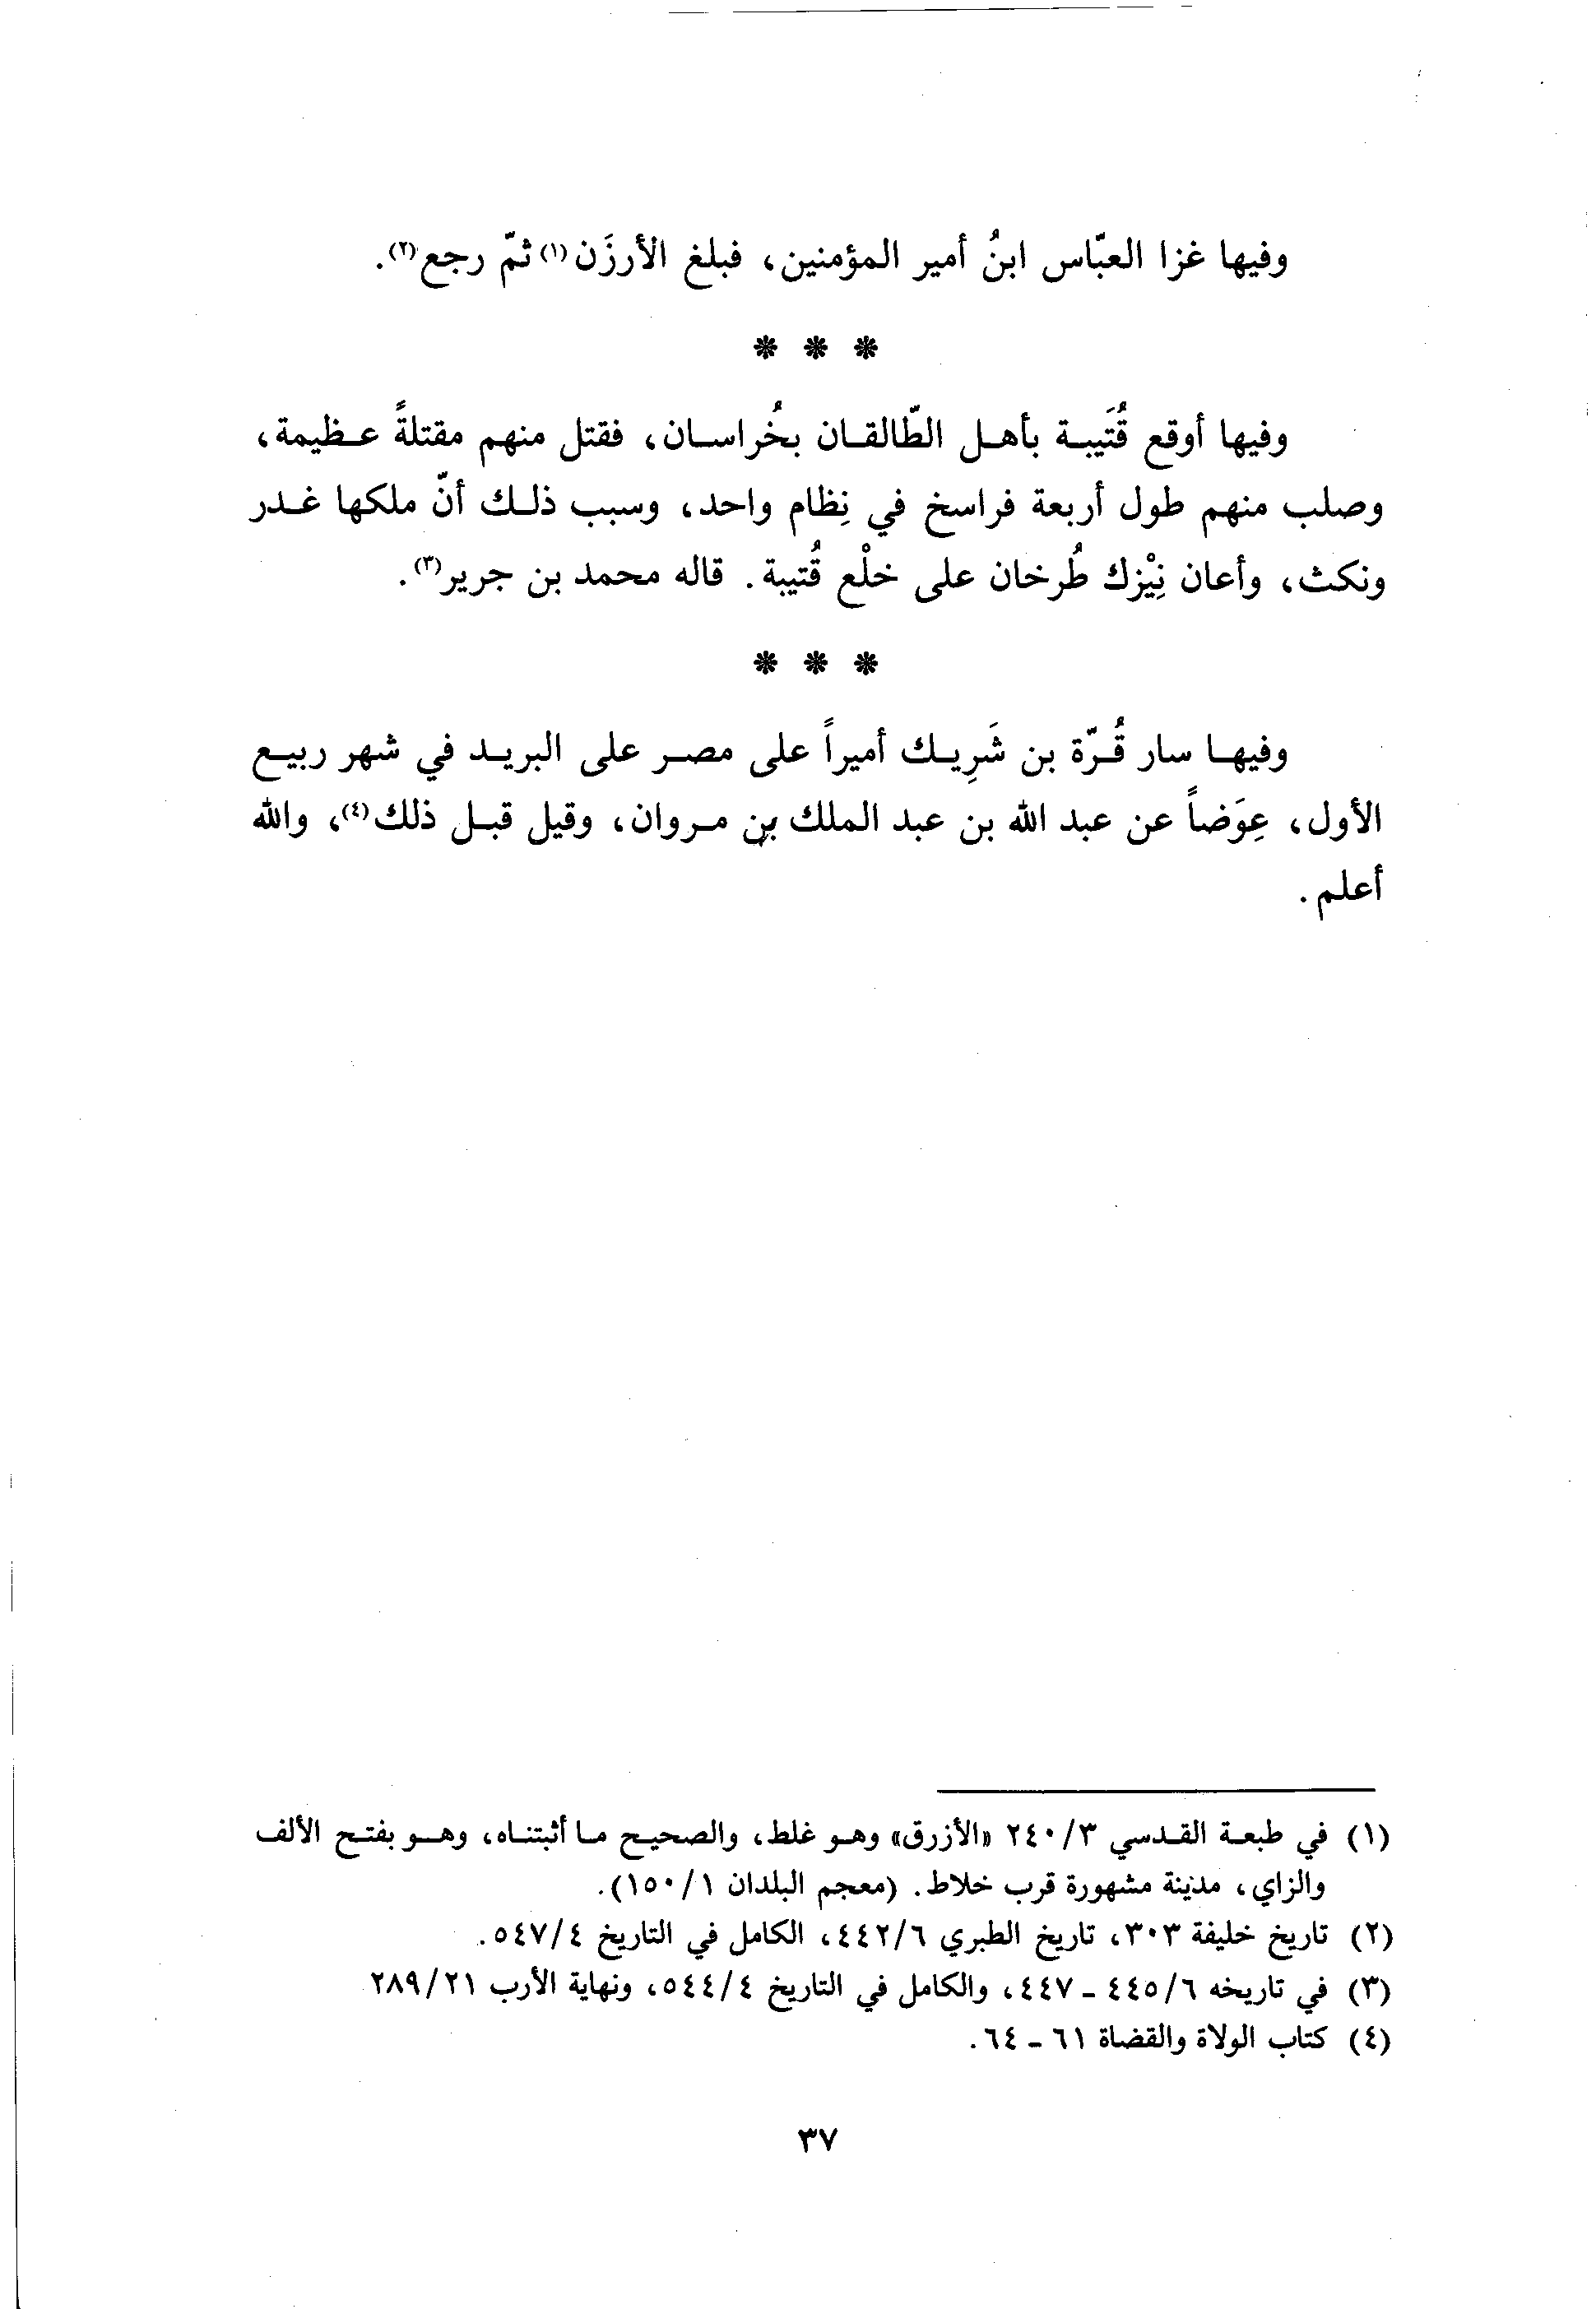 وفيها غزا العبّاس ابنُ أمير المؤمنين، فبلغ الأرزَن(١) ثمّ رجع(٢).
* * *
وفيها أوقع قُتَيبة بأهل الطّالقان بخُراسان، فقتل منهم مقتلةً عظيمة،
وصلب منهم طول أربعة فراسخ في نِظام واحد، وسبب ذلك أنّ ملكها غدر
ونكث، وأعان نِيْزك طُرخان على خلْع قُتيبة. قاله محمد بن جرير(٣).
* * *
وفيها سار قُرّة بن شَرِيك أميراً على مصر على البريد في شهر ربيع
الأول، عِوَضاً عن عبد الله بن عبد الملك بن مروان، وقيل قبل ذلك(٤)، والله
أعلم.
(١) في طبعة القدسي ٢٤٠/٣ «الأزرق» وهو غلط، والصحيح ما أثبتناه، وهو بفتح الألف
والزاي، مدينة مشهورة قرب خلاط. (معجم البلدان ١٥٠/١).
(٢) تاريخ خليفة ٣٠٣، تاريخ الطبري ٤٤٢/٦، الكامل في التاريخ ٥٤٧/٤.
(٣) في تاريخه ٤٤٥/٦ - ٤٤٧، والكامل في التاريخ ٥٤٤/٤، ونهاية الأرب ٢٨٩/٢١
(٤) كتاب الولاة والقضاة ٦١ - ٦٤.
٣٧